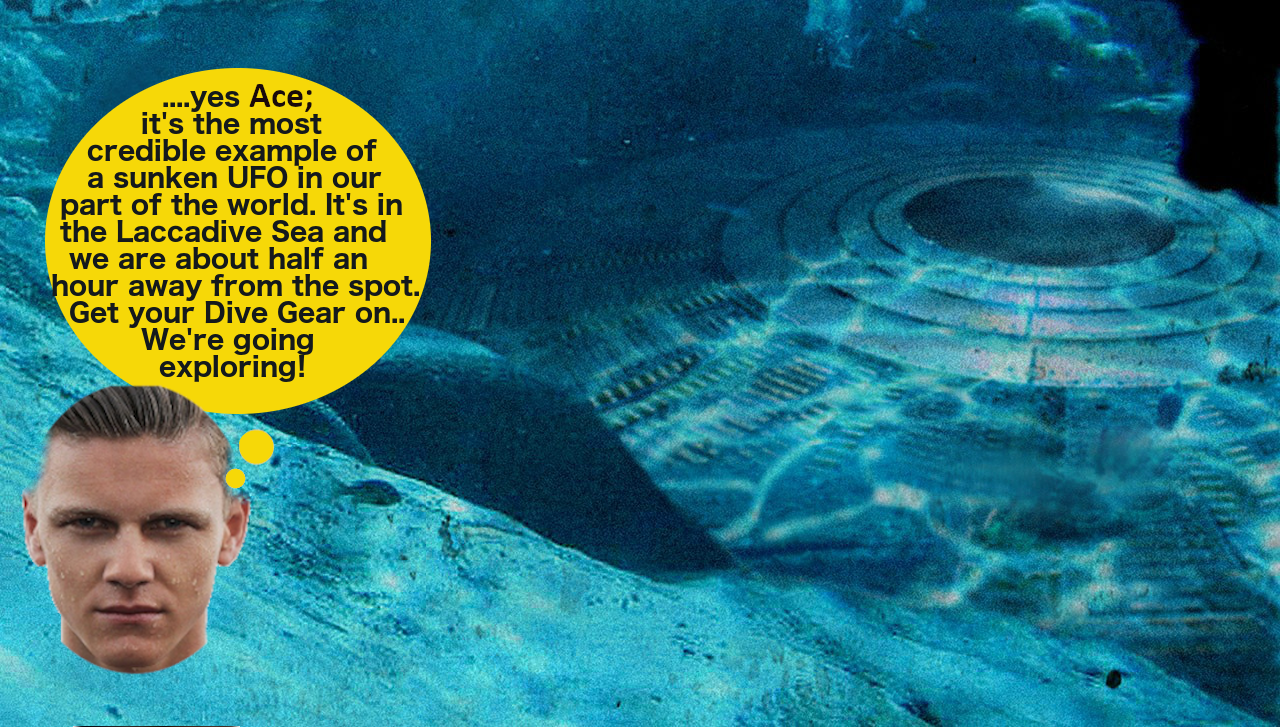 ....yes Ace;
it's the most
credible example of
a sunken UFO in our
part of the world. It's in
the Laccadive Sea and
we are about half an
hour away from the spot.
Get your Dive Gear on..
We're going
exploring!